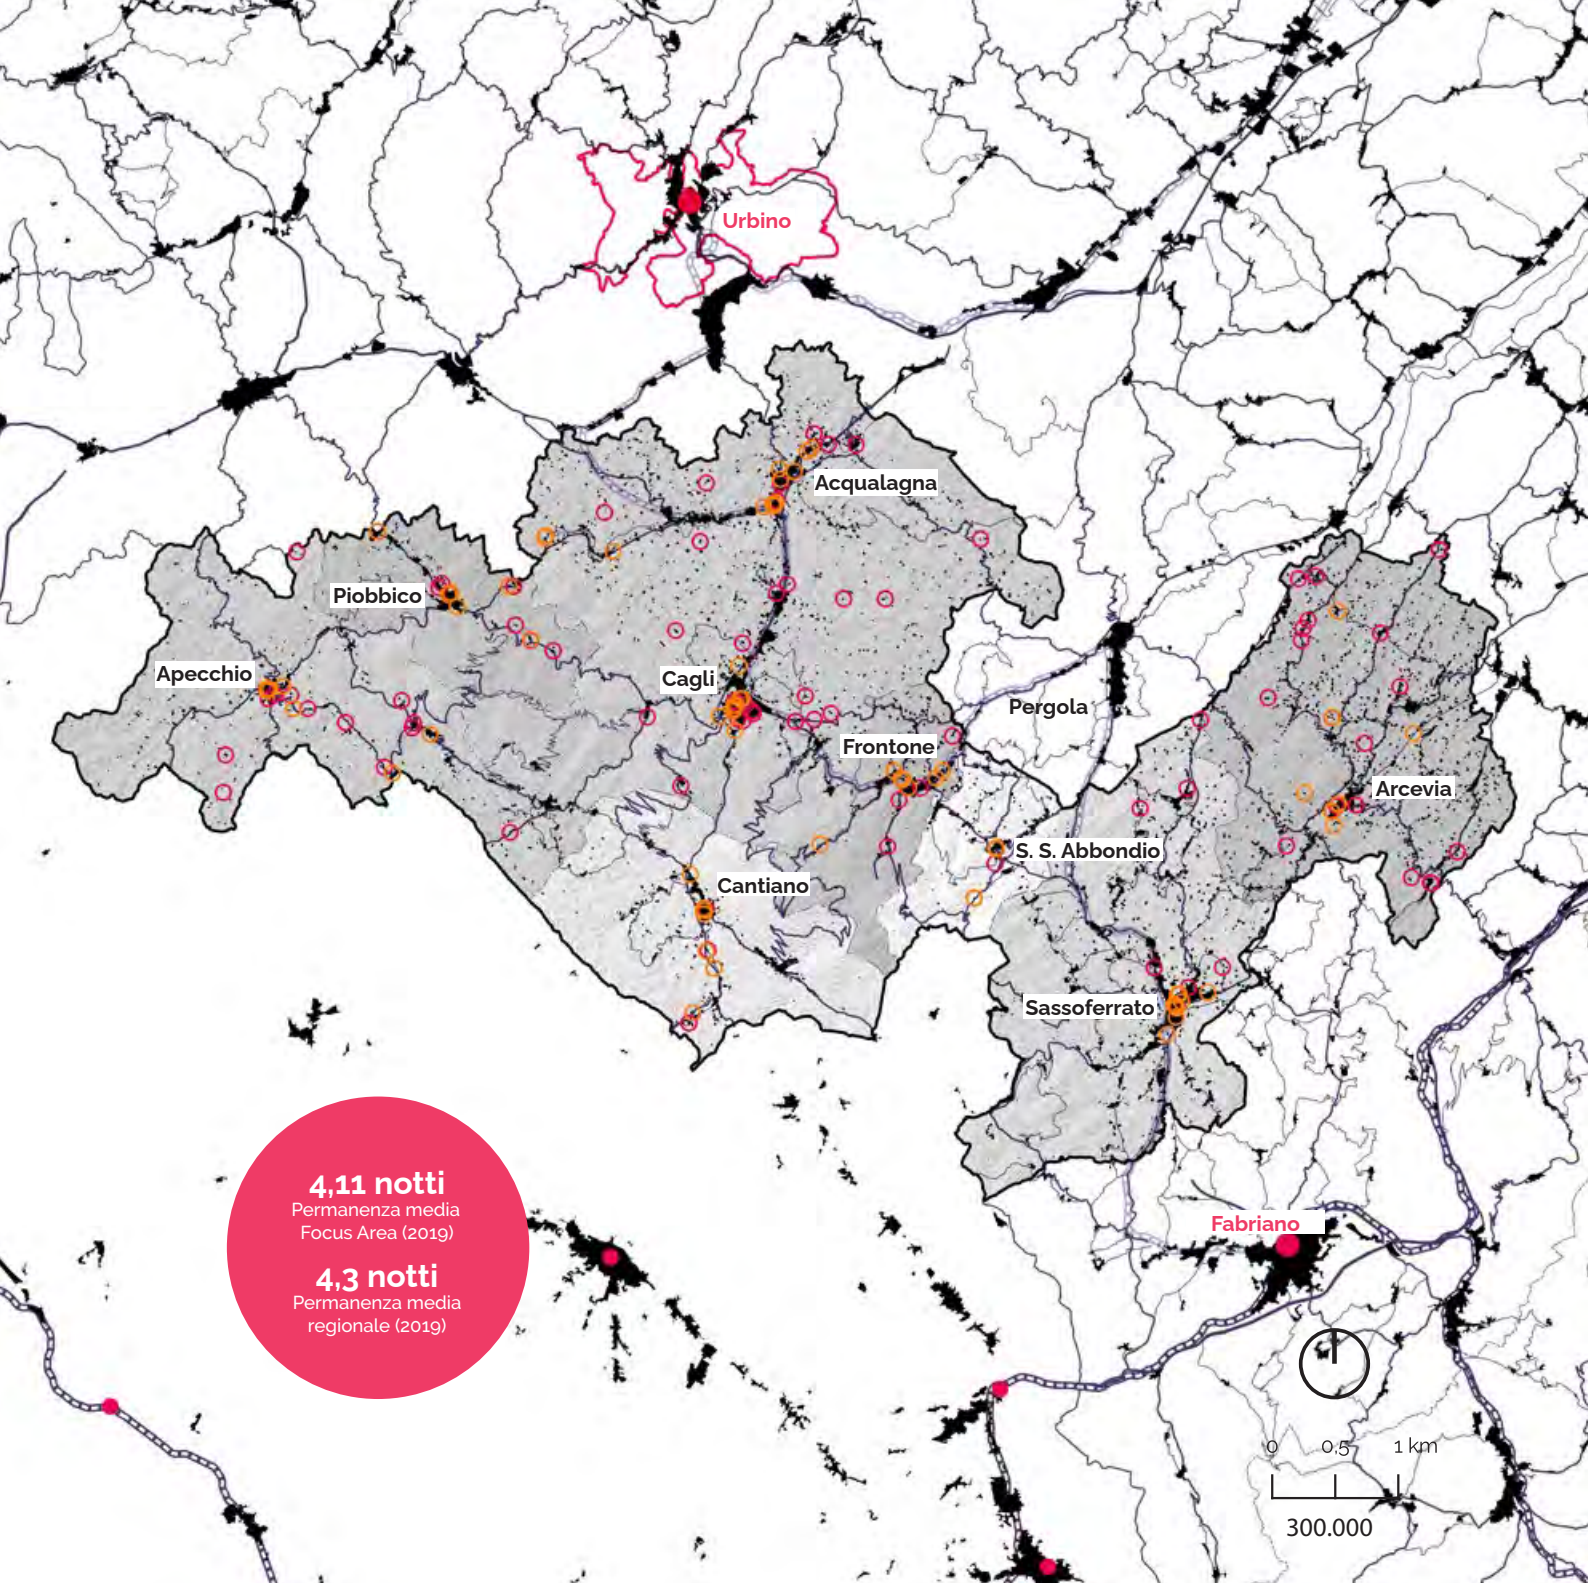 Urbino
Acqualagna
Piobbico
Apecchio
Cagli
Pergola
Frontone
Arcevia
S. S. Abbondio
Cantiano
Sassoferrato
4,11 notti
Permanenza media
Focus Area (2019)
4,3 notti
Permanenza media
regionale (2019)
Fabriano
0 0,5 1 km
300.000